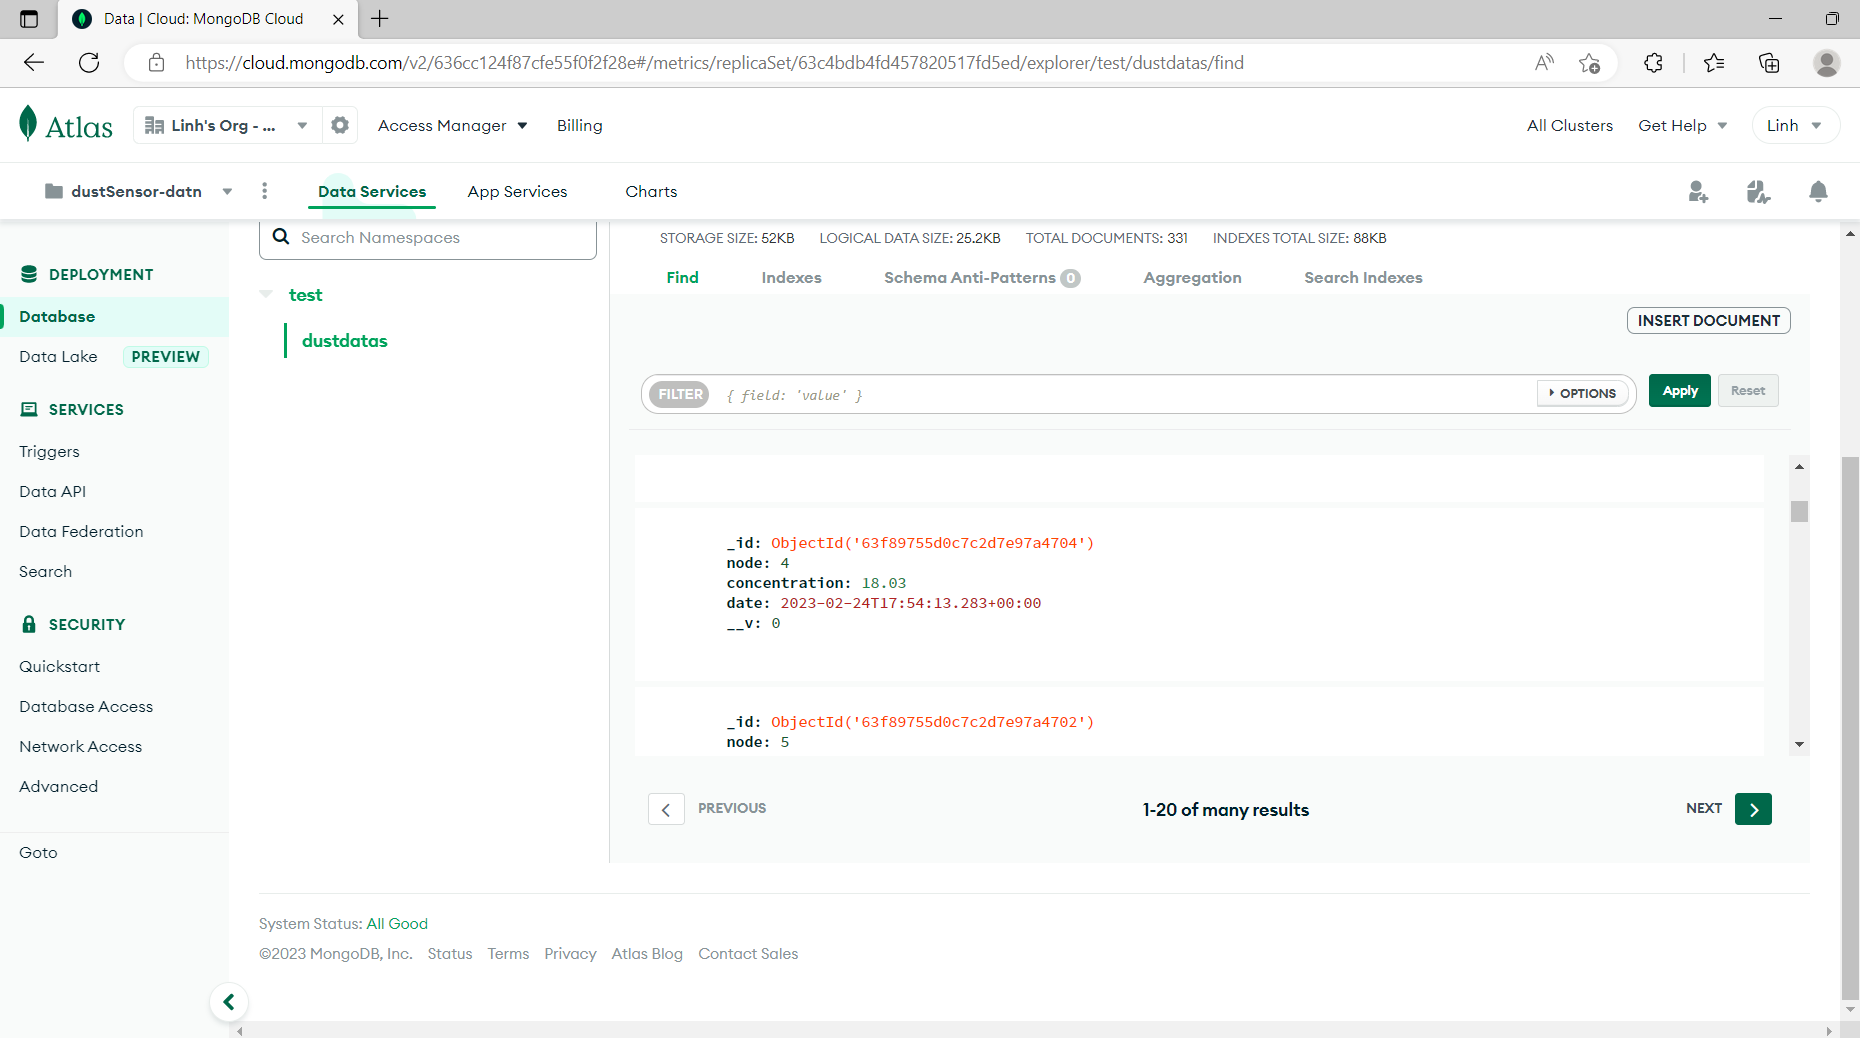 Data | Cloud: MongoDB Cloud
https://cloud.mongodb.com/v2/636cc124f87cfe55f0f2f28e#/metrics/replicaSet/63c4bdb4fd457820517fd5ed/explorer/test/dustdatas/find
Atlas
Linh's Org - ...
Access Manager
Billing
All Clusters
Get Help
Linh
dustSensor-datn
Data Services
App Services
Charts
DEPLOYMENT
Database
Data Lake PREVIEW
SERVICES
Triggers
Data API
Data Federation
Search
SECURITY
Quickstart
Database Access
Network Access
Advanced
Goto
Search Namespaces
test
dustdatas
STORAGE SIZE: 52KB LOGICAL DATA SIZE: 25.2KB TOTAL DOCUMENTS: 331 INDEXES TOTAL SIZE: 88KB
Find Indexes Schema Anti-Patterns 0 Aggregation Search Indexes
INSERT DOCUMENT
FILTER { field: 'value' } OPTIONS Apply Reset
_id: ObjectId('63f89755d0c7c2d7e97a4704')
node: 4
concentration: 18.03
date: 2023-02-24T17:54:13.283+00:00
__v: 0
_id: ObjectId('63f89755d0c7c2d7e97a4702')
node: 5
PREVIOUS 1-20 of many results NEXT
System Status: All Good
©2023 MongoDB, Inc. Status Terms Privacy Atlas Blog Contact Sales